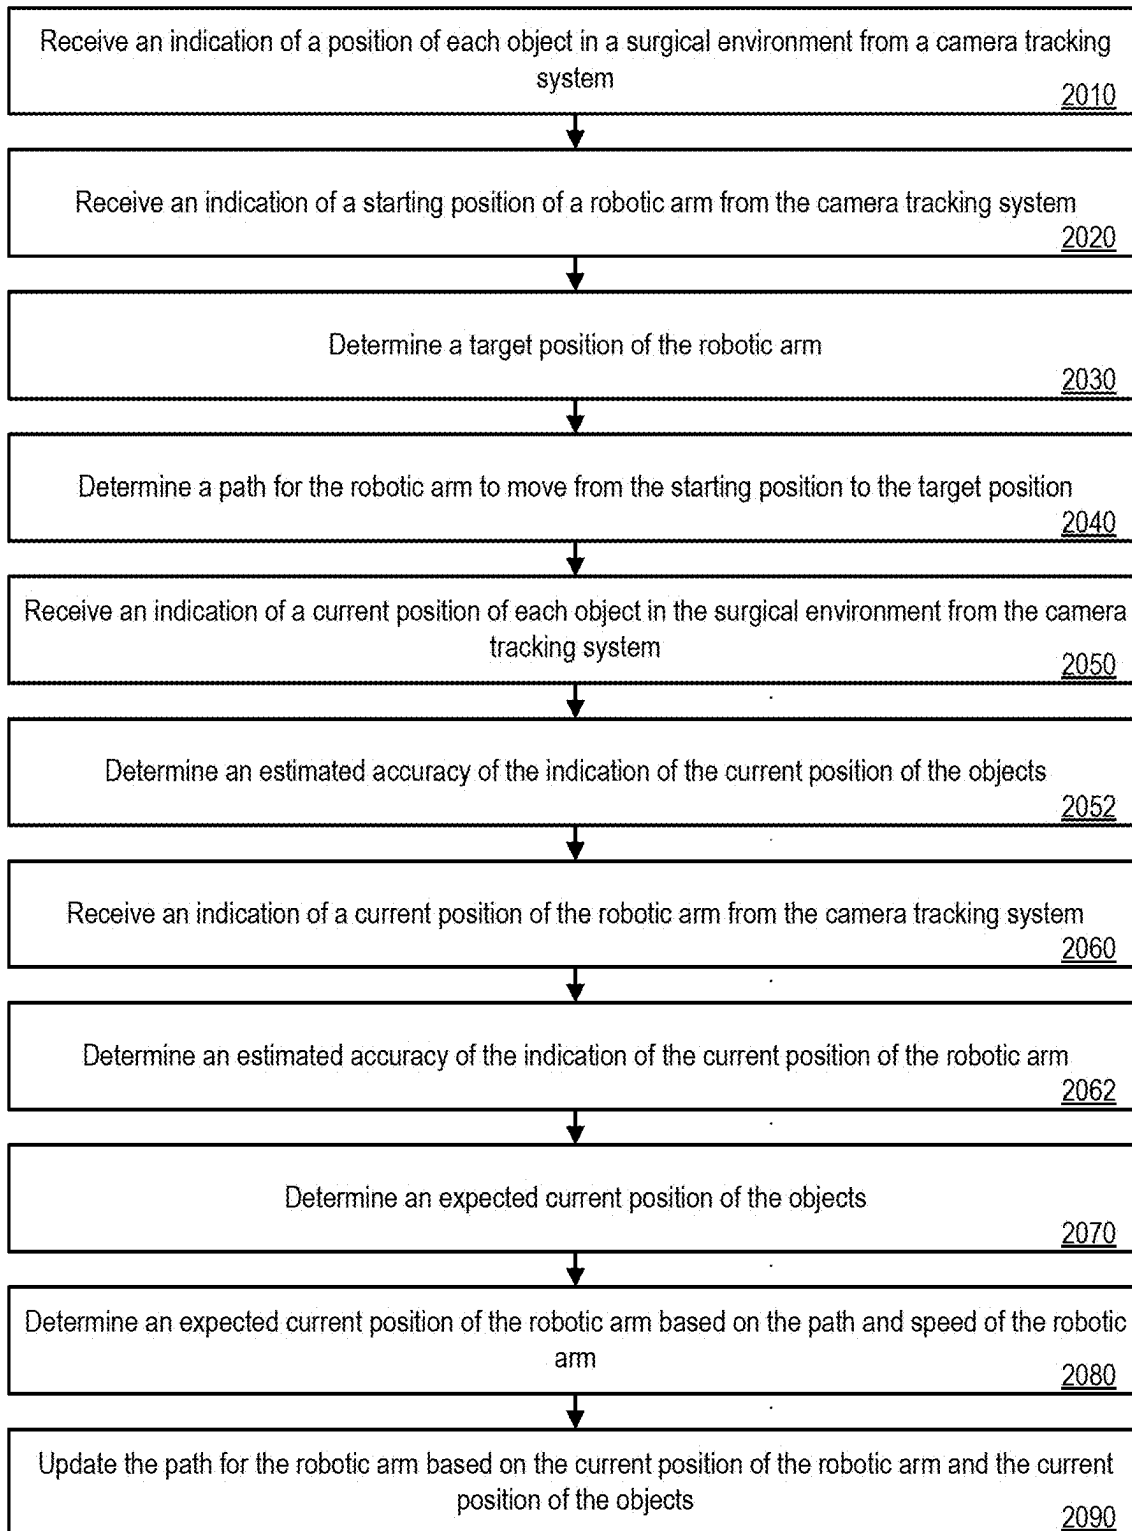 Receive an indication of a position of each object in a surgical environment from a camera tracking
system
2010
Receive an indication of a starting position of a robotic arm from the camera tracking system
2020
Determine a target position of the robotic arm
2030
Determine a path for the robotic arm to move from the starting position to the target position
2040
Receive an indication of a current position of each object in the surgical environment from the camera
tracking system
2050
Determine an estimated accuracy of the indication of the current position of the objects
2052
Receive an indication of a current position of the robotic arm from the camera tracking system
2060
Determine an estimated accuracy of the indication of the current position of the robotic arm
2062
Determine an expected current position of the objects
2070
Determine an expected current position of the robotic arm based on the path and speed of the robotic
arm
2080
Update the path for the robotic arm based on the current position of the robotic arm and the current
position of the objects
2090